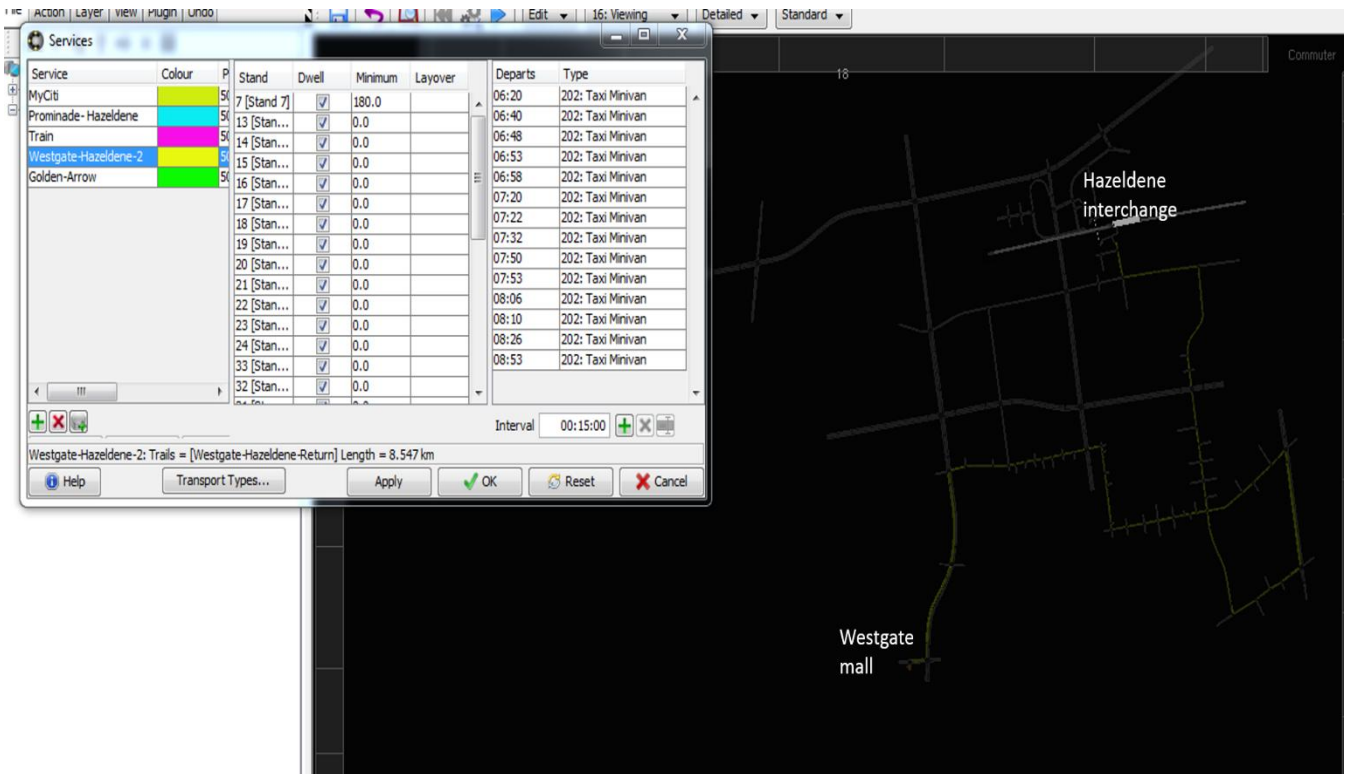 Action Layer View Plugin Undo
Edit 16: Viewing Detailed Standard
Services
Service Colour P Stand Dwell Minimum Layover Departs Type
MyCiti 50 7 [Stand 7] 180.0 06:20 202: Taxi Minivan
Prominade- Hazeldene 50 13 [Stan... 0.0 06:40 202: Taxi Minivan
Train 50 14 [Stan... 0.0 06:48 202: Taxi Minivan
Westgate-Hazeldene-2 50 15 [Stan... 0.0 06:53 202: Taxi Minivan
Golden-Arrow 50 16 [Stan... 0.0 06:58 202: Taxi Minivan
17 [Stan... 0.0 07:20 202: Taxi Minivan
18 [Stan... 0.0 07:22 202: Taxi Minivan
19 [Stan... 0.0 07:32 202: Taxi Minivan
20 [Stan... 0.0 07:50 202: Taxi Minivan
21 [Stan... 0.0 07:53 202: Taxi Minivan
22 [Stan... 0.0 08:06 202: Taxi Minivan
23 [Stan... 0.0 08:10 202: Taxi Minivan
24 [Stan... 0.0 08:26 202: Taxi Minivan
33 [Stan... 0.0 08:53 202: Taxi Minivan
32 [Stan... 0.0
Interval 00:15:00
Westgate-Hazeldene-2: Trails = [Westgate-Hazeldene-Return] Length = 8.547 km
Help Transport Types... Apply OK Reset Cancel
Commuter
18
Hazeldene
interchange
Westgate
mall